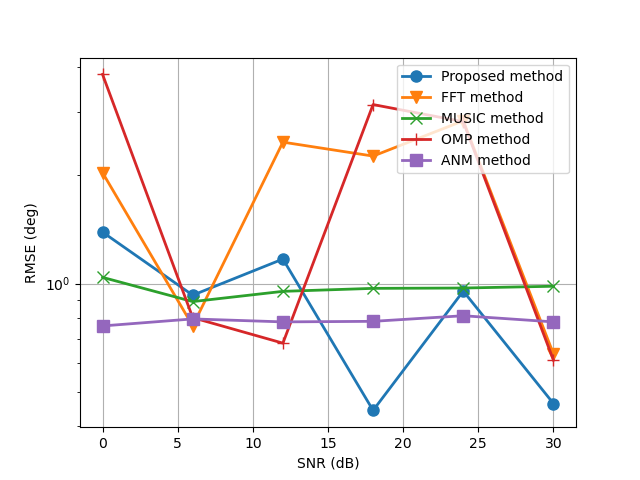 Proposed method
FFT method
MUSIC method
OMP method
ANM method
RMSE (deg)
10⁰
0 5 10 15 20 25 30
SNR (dB)